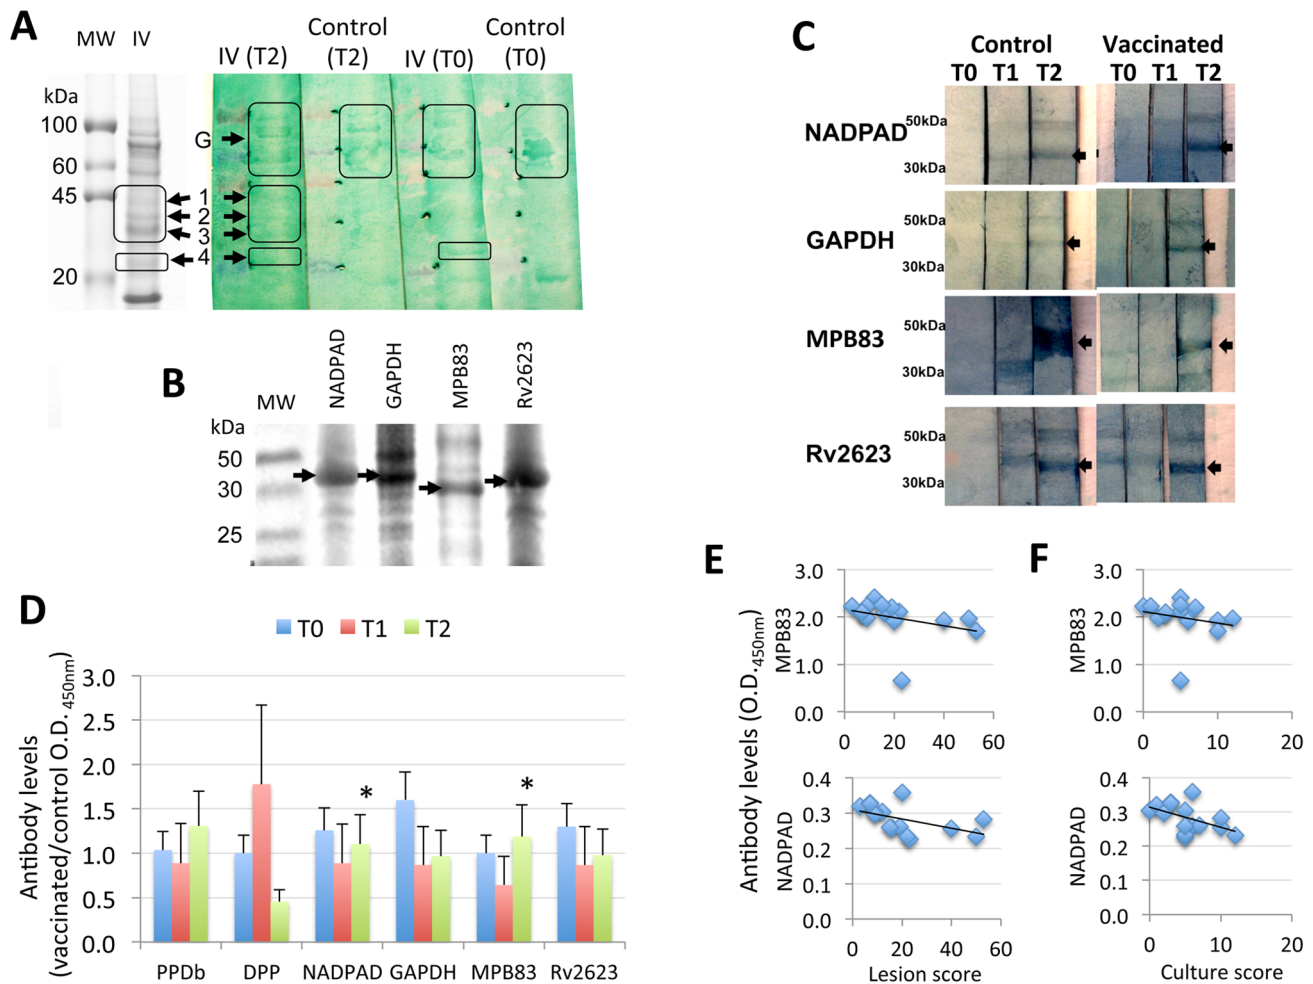 A
MW IV
IV (T2)
Control
(T2)
IV (T0)
Control
(T0)
kDa
100
60
45
20
G
1
2
3
4
B
MW
NADPAD
GAPDH
MPB83
Rv2623
kDa
50
30
25
C
Control Vaccinated
T0 T1 T2 T0 T1 T2
NADPAD
50kDa
30kDa
GAPDH
50kDa
30kDa
MPB83
50kDa
30kDa
Rv2623
50kDa
30kDa
D
T0 T1 T2
Antibody levels
(vaccinated/control O.D. 450nm)
3.0
2.5
2.0
1.5
1.0
0.5
0.0
* *
PPDb DPP NADPAD GAPDH MPB83 Rv2623
E
Antibody levels (O.D.450nm)
MPB83
3.0
2.0
1.0
0.0
0 20 40 60
NADPAD
0.4
0.3
0.2
0.1
0.0
0 20 40 60
Lesion score
F
MPB83
3.0
2.0
1.0
0.0
0 10 20
NADPAD
0.4
0.3
0.2
0.1
0.0
0 10 20
Culture score